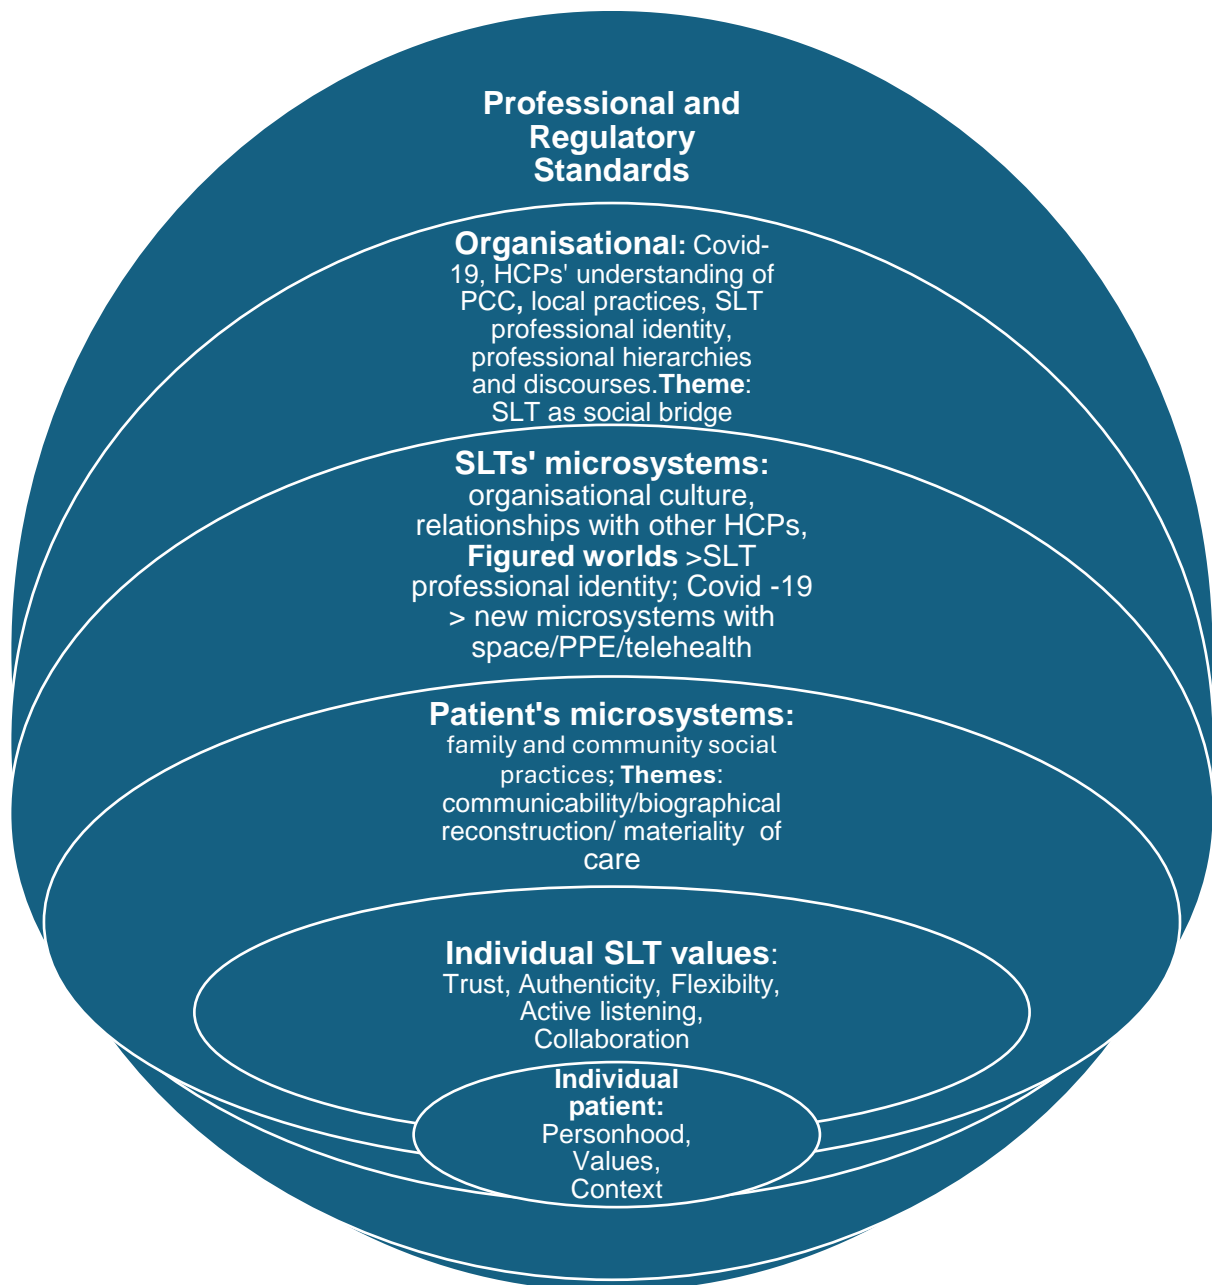 Professional and
Regulatory
Standards
Organisational: Covid-
19, HCPs' understanding of
PCC, local practices, SLT
professional identity,
professional hierarchies
and discourses.Theme:
SLT as social bridge
SLTs' microsystems:
organisational culture,
relationships with other HCPs,
Figured worlds >SLT
professional identity; Covid -19
> new microsystems with
space/PPE/telehealth
Patient's microsystems:
family and community social
practices; Themes:
communicability/biographical
reconstruction/ materiality of
care
Individual SLT values:
Trust, Authenticity, Flexibilty,
Active listening,
Collaboration
Individual
patient:
Personhood,
Values,
Context